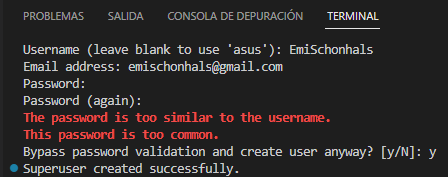 PROBLEMAS SALIDA CONSOLA DE DEPURACIÓN TERMINAL
Username (leave blank to use 'asus'): EmiSchonhals
Email address: emischonhals@gmail.com
Password:
Password (again):
The password is too similar to the username.
This password is too common.
Bypass password validation and create user anyway? [y/N]: y
Superuser created successfully.